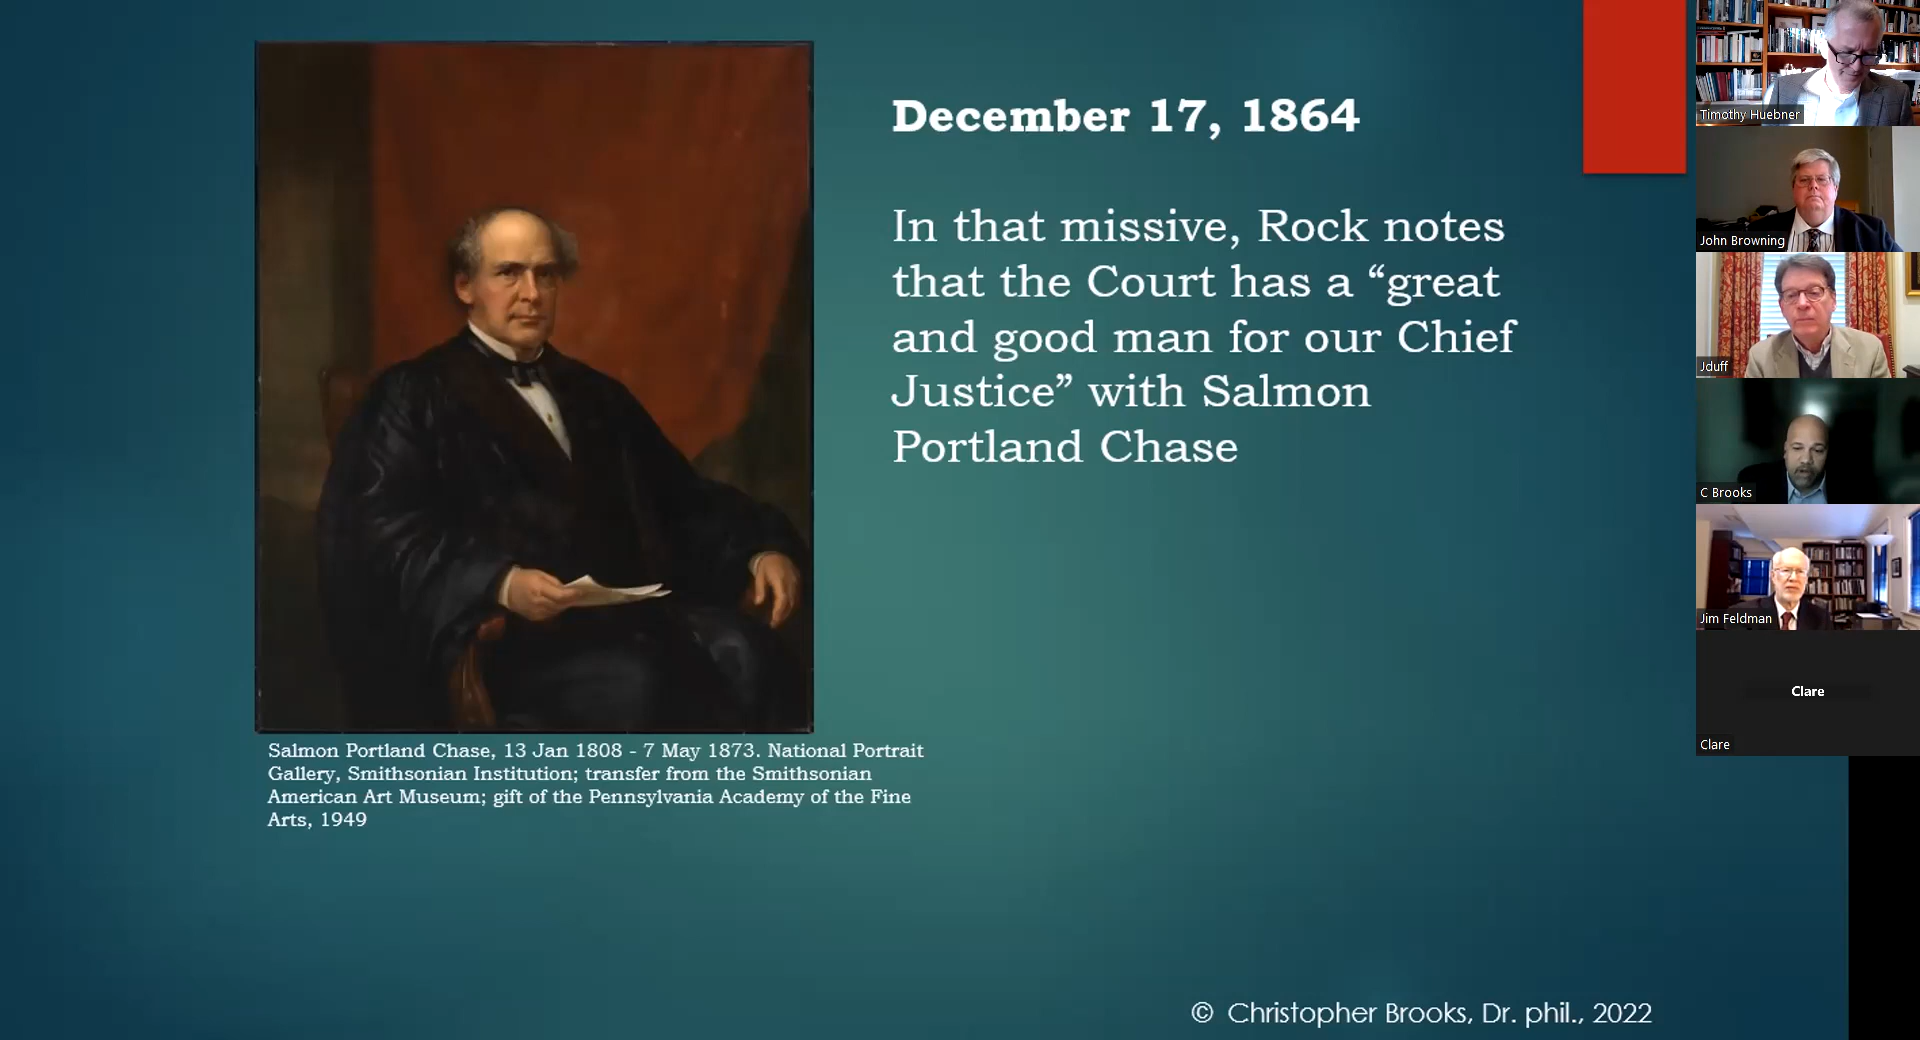 December 17, 1864
In that missive, Rock notes
that the Court has a “great
and good man for our Chief
Justice” with Salmon
Portland Chase
Salmon Portland Chase, 13 Jan 1808 - 7 May 1873. National Portrait
Gallery, Smithsonian Institution; transfer from the Smithsonian
American Art Museum; gift of the Pennsylvania Academy of the Fine
Arts, 1949
© Christopher Brooks, Dr. phil., 2022
Timothy Huebner
John Browning
Jduff
C Brooks
Jim Feldman
Clare
Clare